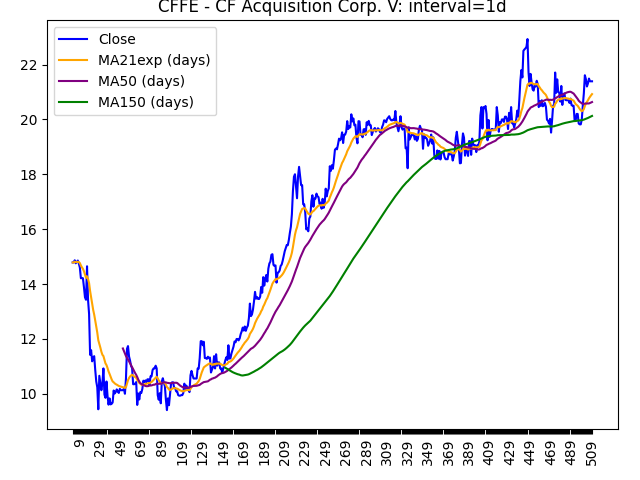 CFFE - CF Acquisition Corp. V: interval=1d
Close
MA21exp (days)
MA50 (days)
MA150 (days)
22
20
18
16
14
12
10
9 29 49 69 89 109 129 149 169 189 209 229 249 269 289 309 329 349 369 389 409 429 449 469 489 509